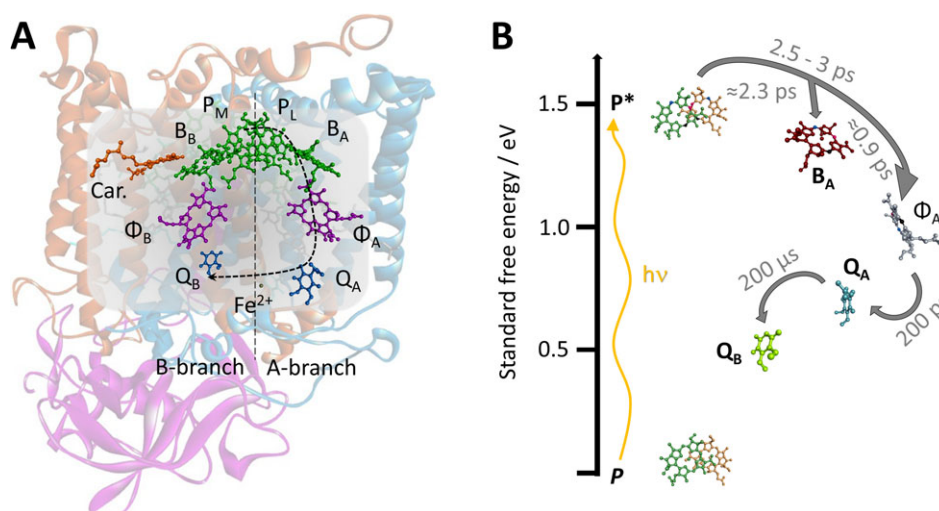 A
P_M
P_L
B_B
B_A
Car.
Φ_B
Φ_A
Q_B
Q_A
Fe²⁺
B-branch
A-branch
B
Standard free energy / eV
1.5
1.0
0.5
P*
P
hν
2.5 - 3 ps
≈2.3 ps
≈0.9 ps
B_A
Φ_A
200 µs
Q_A
Q_B